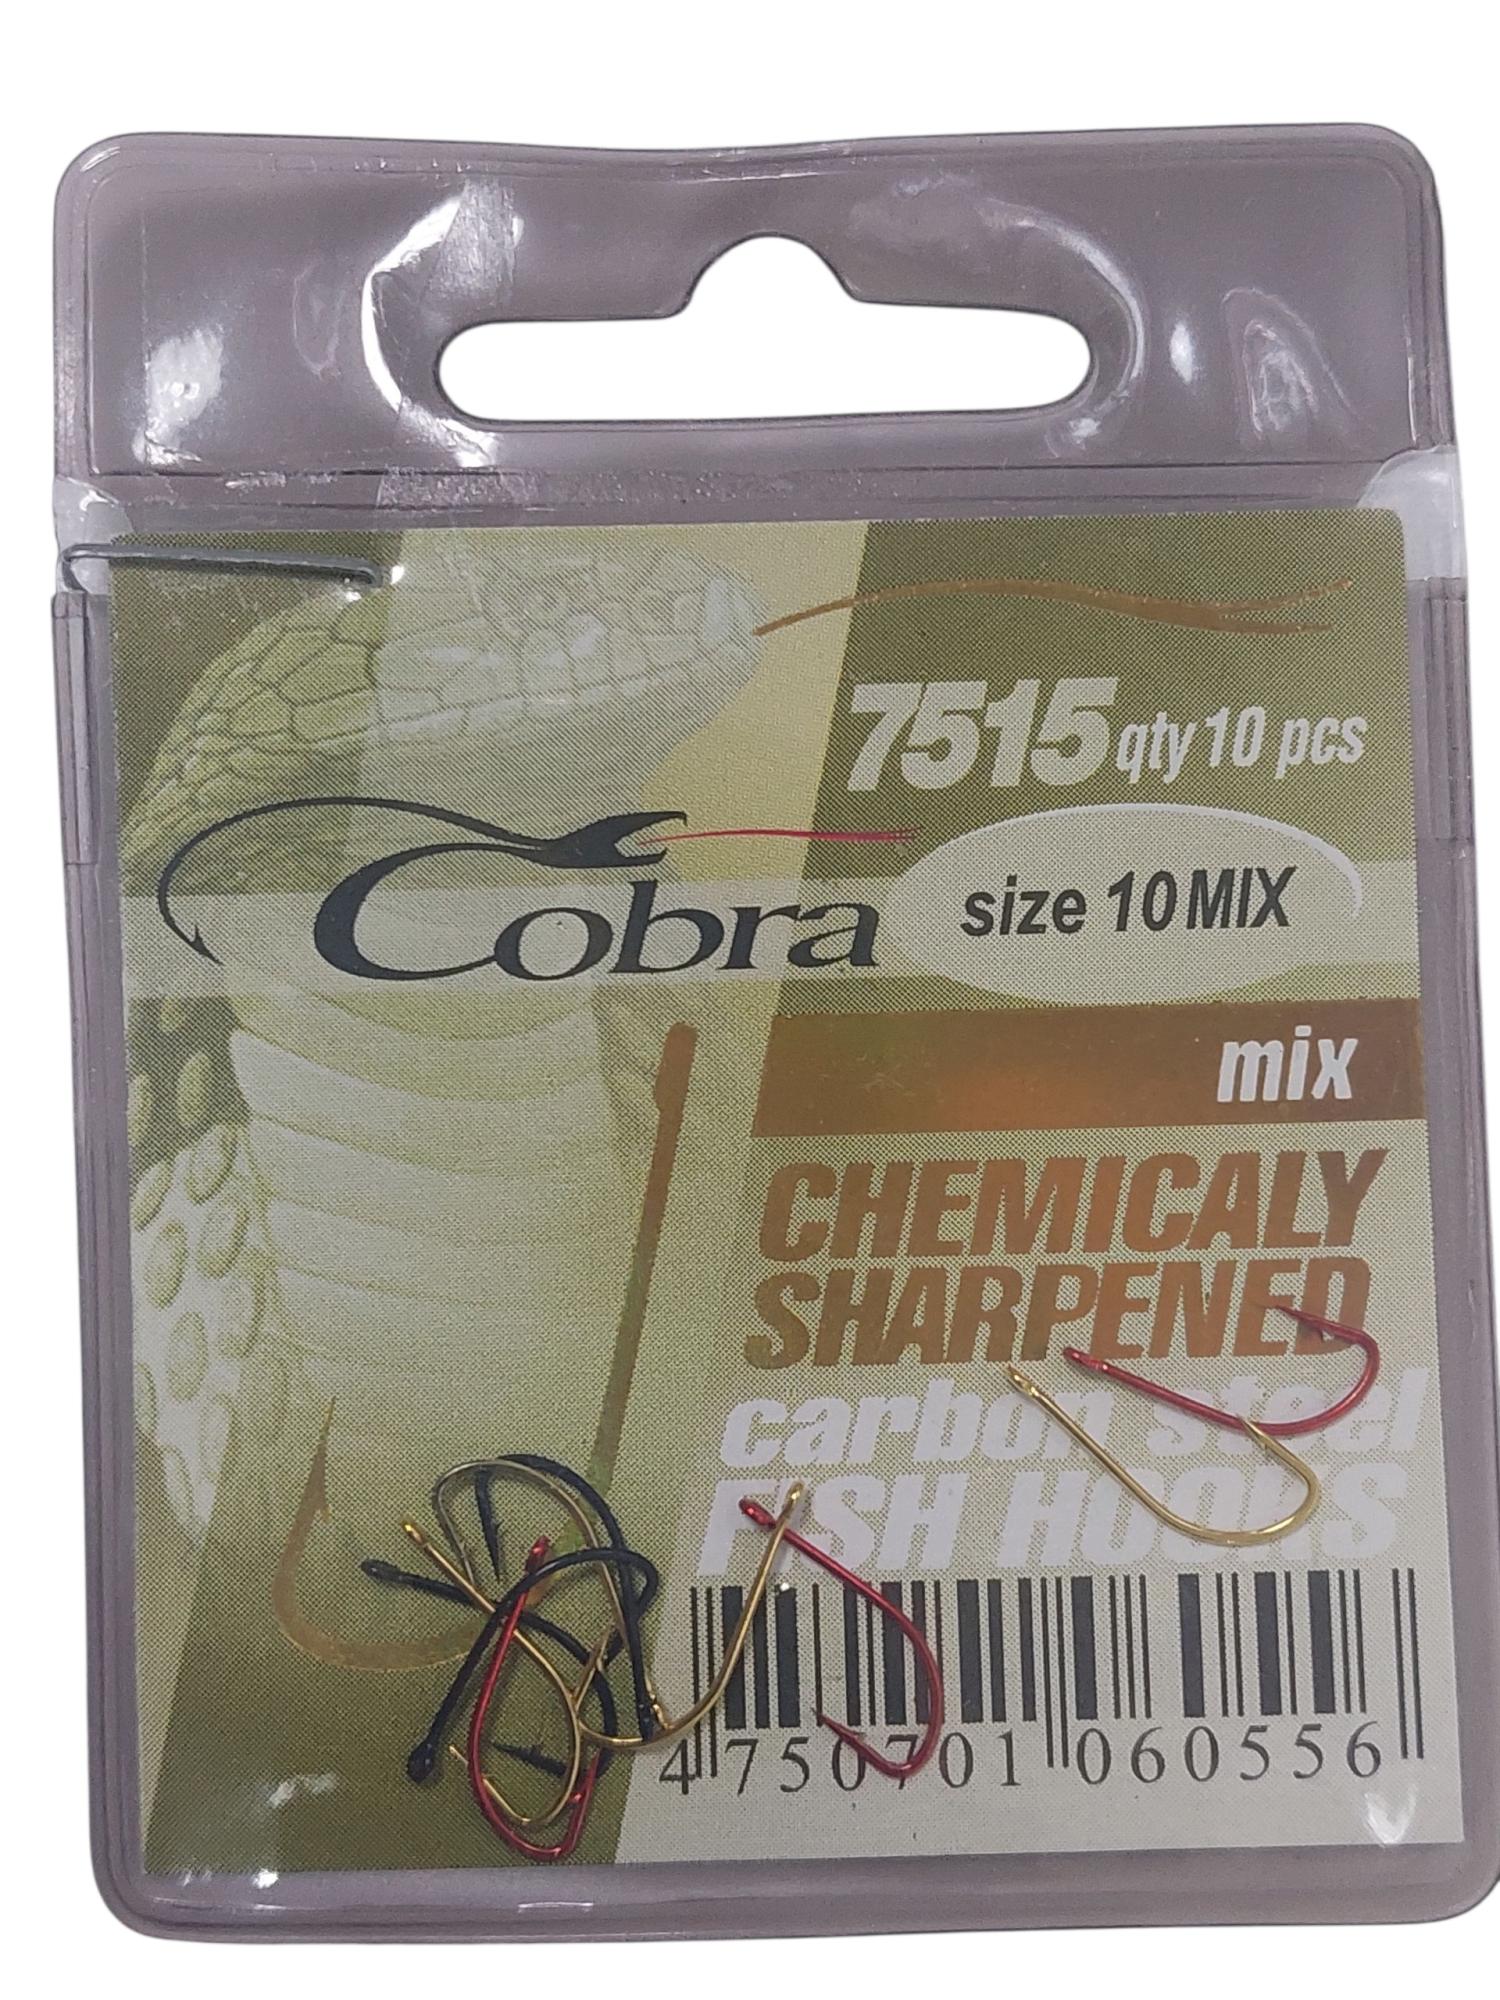 7515 qty 10 pcs
Cobra
size 10 MIX
mix
CHEMICALY
SHARPENED
carbon steel
FISH HOOKS
4 750701 060556